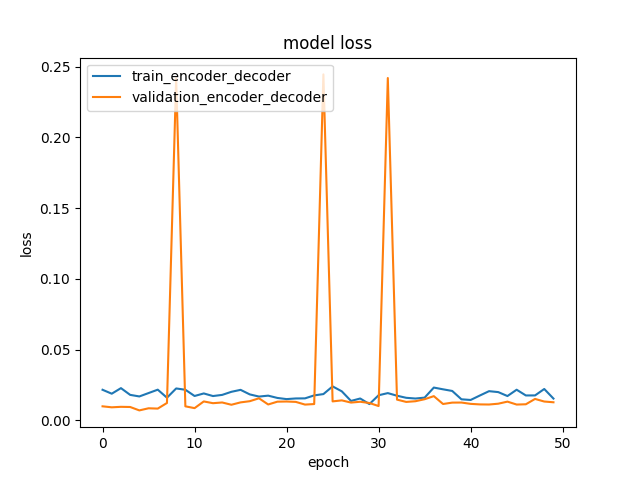 model loss
train_encoder_decoder
validation_encoder_decoder
0.25
0.20
0.15
0.10
0.05
0.00
loss
0 10 20 30 40 50
epoch